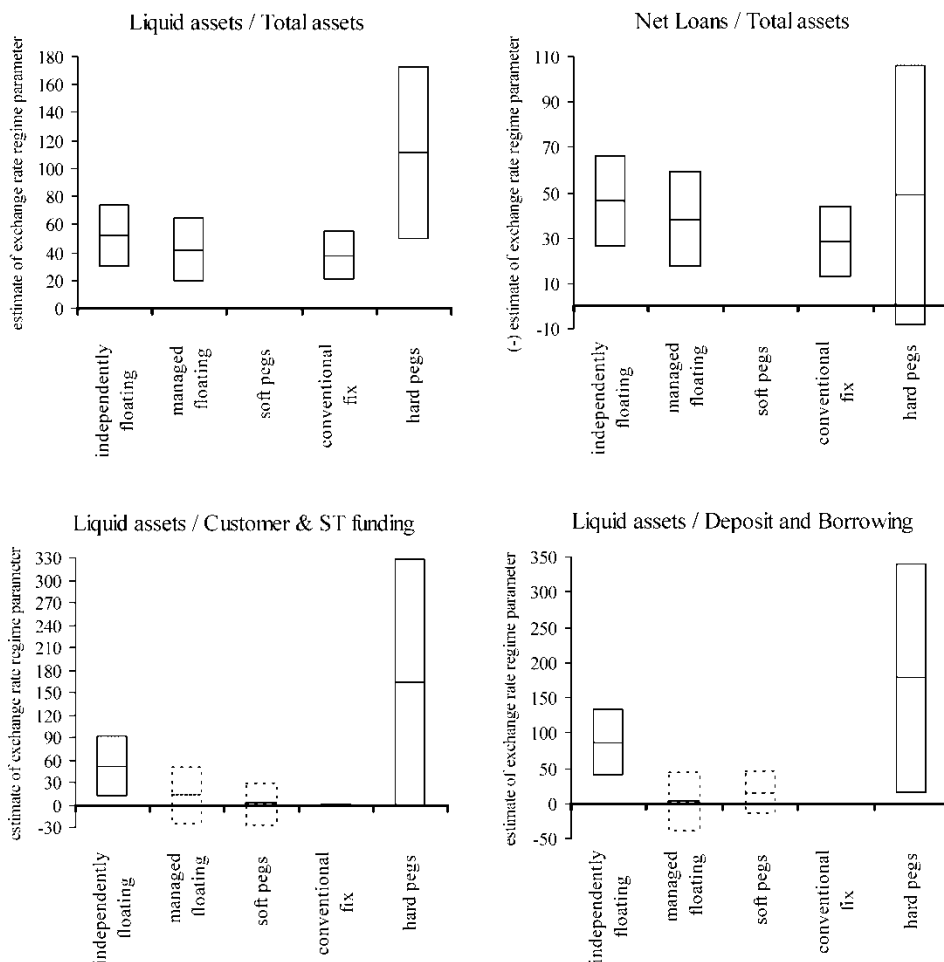 Liquid assets / Total assets
estimate of exchange rate regime parameter
180
160
140
120
100
80
60
40
20
0
independently
floating
managed
floating
soft pegs
conventional
fix
hard pegs
Net Loans / Total assets
(-) estimate of exchange rate regime parameter
110
90
70
50
30
10
-10
independently
floating
managed
floating
soft pegs
conventional
fix
hard pegs
Liquid assets / Customer & ST funding
estimate of exchange rate regime parameter
330
300
270
240
210
180
150
120
90
60
30
0
-30
independently
floating
managed
floating
soft pegs
conventional
fix
hard pegs
Liquid assets / Deposit and Borrowing
estimate of exchange rate regime parameter
350
300
250
200
150
100
50
0
-50
independently
floating
managed
floating
soft pegs
conventional
fix
hard pegs